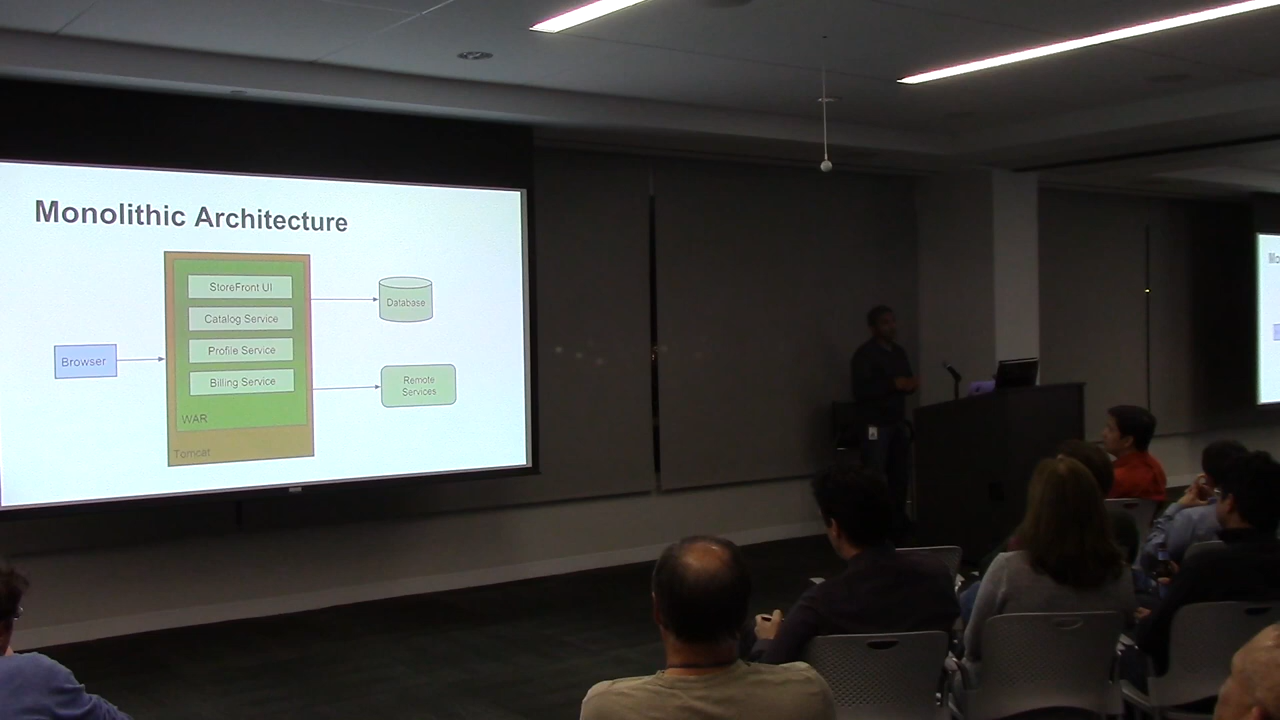 Monolithic Architecture
StoreFront UI
Catalog Service
Profile Service
Billing Service
WAR
Tomcat
Browser
Database
Remote
Services